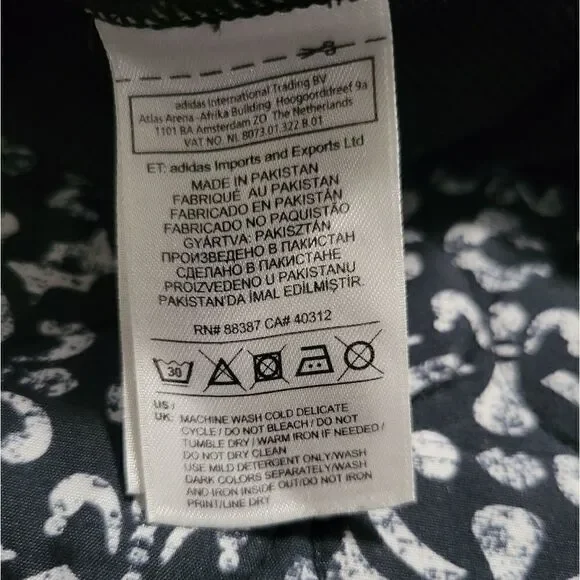 adidas International Trading BV
Atlas Arena -Afrika Building Hoogoorddreef 9a
1101 BA Amsterdam ZO The Netherlands
VAT NO. NL 8073.01.322 B.01
ET: adidas Imports and Exports Ltd
MADE IN PAKISTAN
FABRIQUÉ AU PAKISTAN
FABRICADO EN PAKISTÁN
FABRICADO NO PAQUISTÃO
GYÁRTVA: PAKISZTÁN
ПРОИЗВЕДЕНО В ПАКИСТАН
СДЕЛАНО В ПАКИСТАНЕ
PROIZVEDENO U PAKISTANU
PAKİSTAN'DA İMAL EDİLMİŞTİR.
RN# 88387 CA# 40312
30
US /
UK: MACHINE WASH COLD DELICATE
CYCLE / DO NOT BLEACH / DO NOT
TUMBLE DRY / WARM IRON IF NEEDED /
DO NOT DRY CLEAN
USE MILD DETERGENT ONLY/WASH
DARK COLORS SEPARATELY/WASH
AND IRON INSIDE OUT/DO NOT IRON
PRINT/LINE DRY